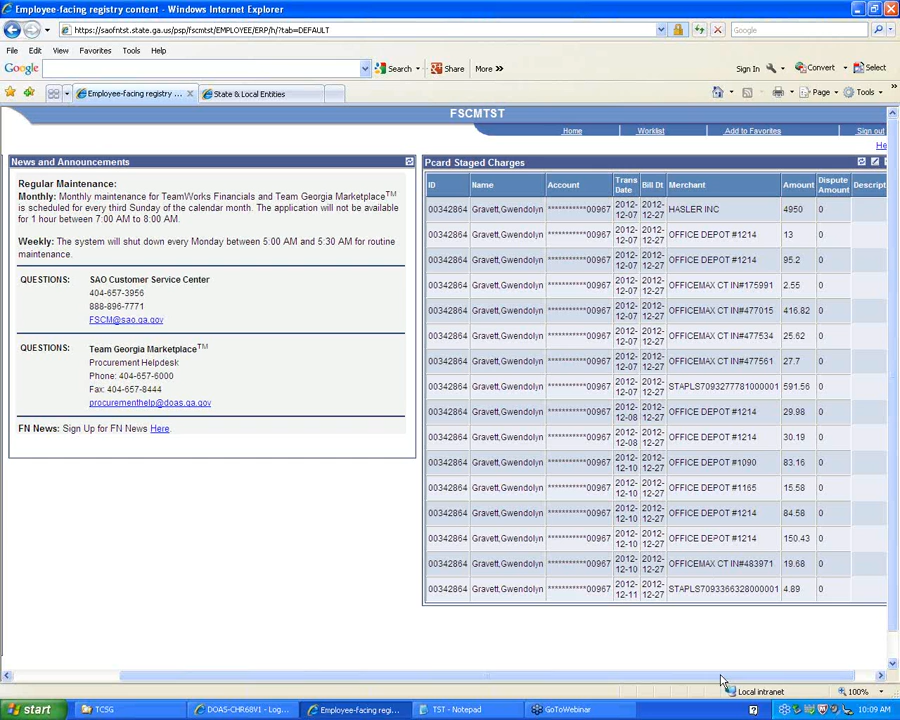 Employee-facing registry content - Windows Internet Explorer
https://saofntst.state.ga.us/psp/fscmtst/EMPLOYEE/ERP/h/?tab=DEFAULT
Google
File Edit View Favorites Tools Help
Google Search Share More » Sign In Convert Select
Employee-facing registry ... State & Local Entities Page Tools
FSCMTST
Home Worklist Add to Favorites Sign out
He
News and Announcements
Regular Maintenance:
Monthly: Monthly maintenance for TeamWorks Financials and Team Georgia Marketplace™
is scheduled for every third Sunday of the calendar month. The application will not be available
for 1 hour between 7:00 AM to 8:00 AM.
Weekly: The system will shut down every Monday between 5:00 AM and 5:30 AM for routine
maintenance.
QUESTIONS: SAO Customer Service Center
404-657-3956
888-896-7771
FSCM@sao.ga.gov
QUESTIONS: Team Georgia Marketplace™
Procurement Helpdesk
Phone: 404-657-6000
Fax: 404-657-8444
procurementhelp@doas.ga.gov
FN News: Sign Up for FN News Here.
Pcard Staged Charges
ID Name Account Trans Date Bill Dt Merchant Amount Dispute Amount Descript
00342864 Gravett,Gwendolyn ***********00967 2012-12-07 2012-12-27 HASLER INC 4950 0
00342864 Gravett,Gwendolyn ***********00967 2012-12-07 2012-12-27 OFFICE DEPOT #1214 13 0
00342864 Gravett,Gwendolyn ***********00967 2012-12-07 2012-12-27 OFFICE DEPOT #1214 95.2 0
00342864 Gravett,Gwendolyn ***********00967 2012-12-07 2012-12-27 OFFICEMAX CT IN#175991 2.55 0
00342864 Gravett,Gwendolyn ***********00967 2012-12-07 2012-12-27 OFFICEMAX CT IN#477015 416.82 0
00342864 Gravett,Gwendolyn ***********00967 2012-12-07 2012-12-27 OFFICEMAX CT IN#477534 25.62 0
00342864 Gravett,Gwendolyn ***********00967 2012-12-07 2012-12-27 OFFICEMAX CT IN#477561 27.7 0
00342864 Gravett,Gwendolyn ***********00967 2012-12-07 2012-12-27 STAPLS7093277781000001 591.56 0
00342864 Gravett,Gwendolyn ***********00967 2012-12-08 2012-12-27 OFFICE DEPOT #1214 29.98 0
00342864 Gravett,Gwendolyn ***********00967 2012-12-08 2012-12-27 OFFICE DEPOT #1214 30.19 0
00342864 Gravett,Gwendolyn ***********00967 2012-12-10 2012-12-27 OFFICE DEPOT #1090 83.16 0
00342864 Gravett,Gwendolyn ***********00967 2012-12-10 2012-12-27 OFFICE DEPOT #1165 15.58 0
00342864 Gravett,Gwendolyn ***********00967 2012-12-10 2012-12-27 OFFICE DEPOT #1214 84.58 0
00342864 Gravett,Gwendolyn ***********00967 2012-12-10 2012-12-27 OFFICE DEPOT #1214 150.43 0
00342864 Gravett,Gwendolyn ***********00967 2012-12-10 2012-12-27 OFFICEMAX CT IN#483971 19.68 0
00342864 Gravett,Gwendolyn ***********00967 2012-12-11 2012-12-27 STAPLS7093366328000001 4.89 0
Local intranet 100%
start TCSG DOAS-CHR68V1 - Log... Employee-facing regi... TST - Notepad GoToWebinar 10:09 AM